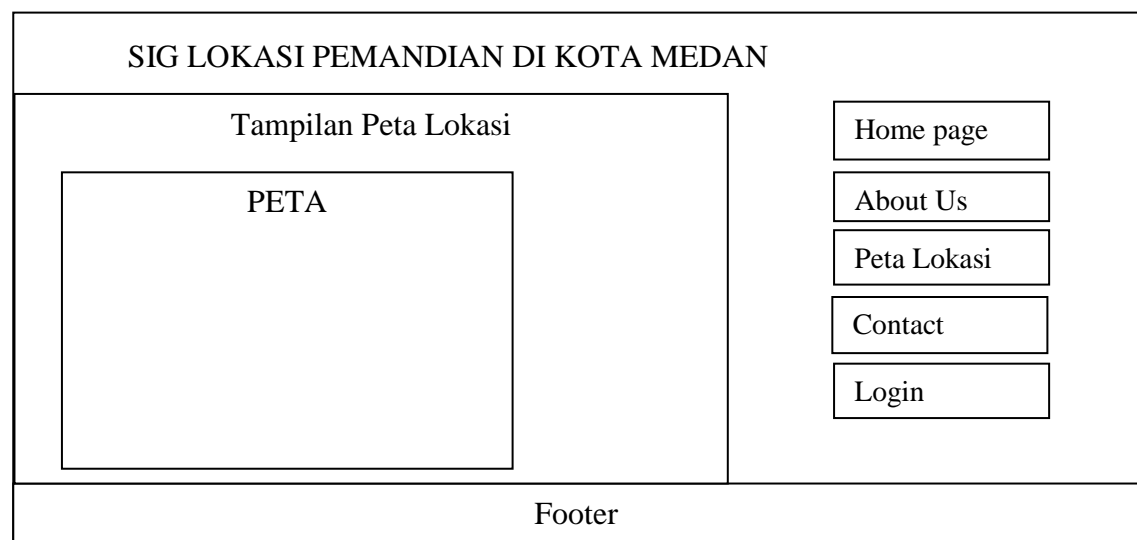 SIG LOKASI PEMANDIAN DI KOTA MEDAN
Tampilan Peta Lokasi
PETA
Home page
About Us
Peta Lokasi
Contact
Login
Footer